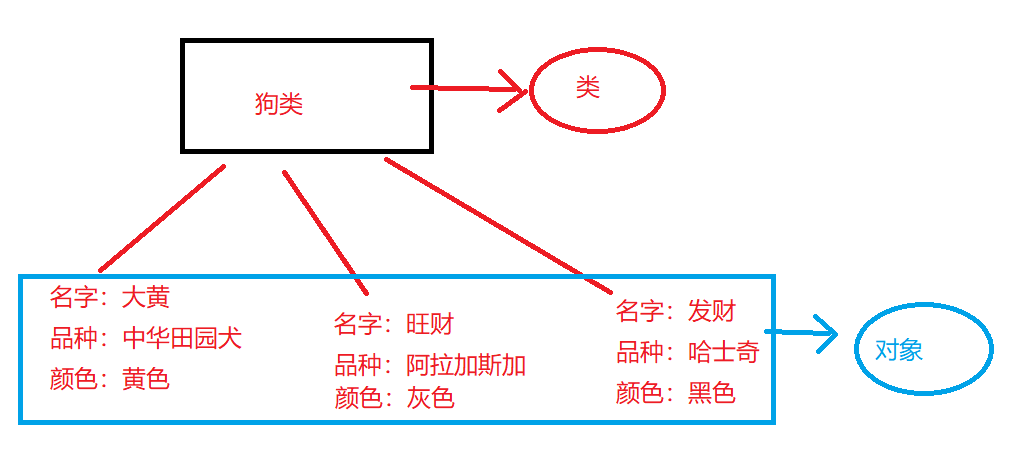 狗类
类
名字：大黄
品种：中华田园犬
颜色：黄色
名字：旺财
品种：阿拉加斯加
颜色：灰色
名字：发财
品种：哈士奇
颜色：黑色
对象